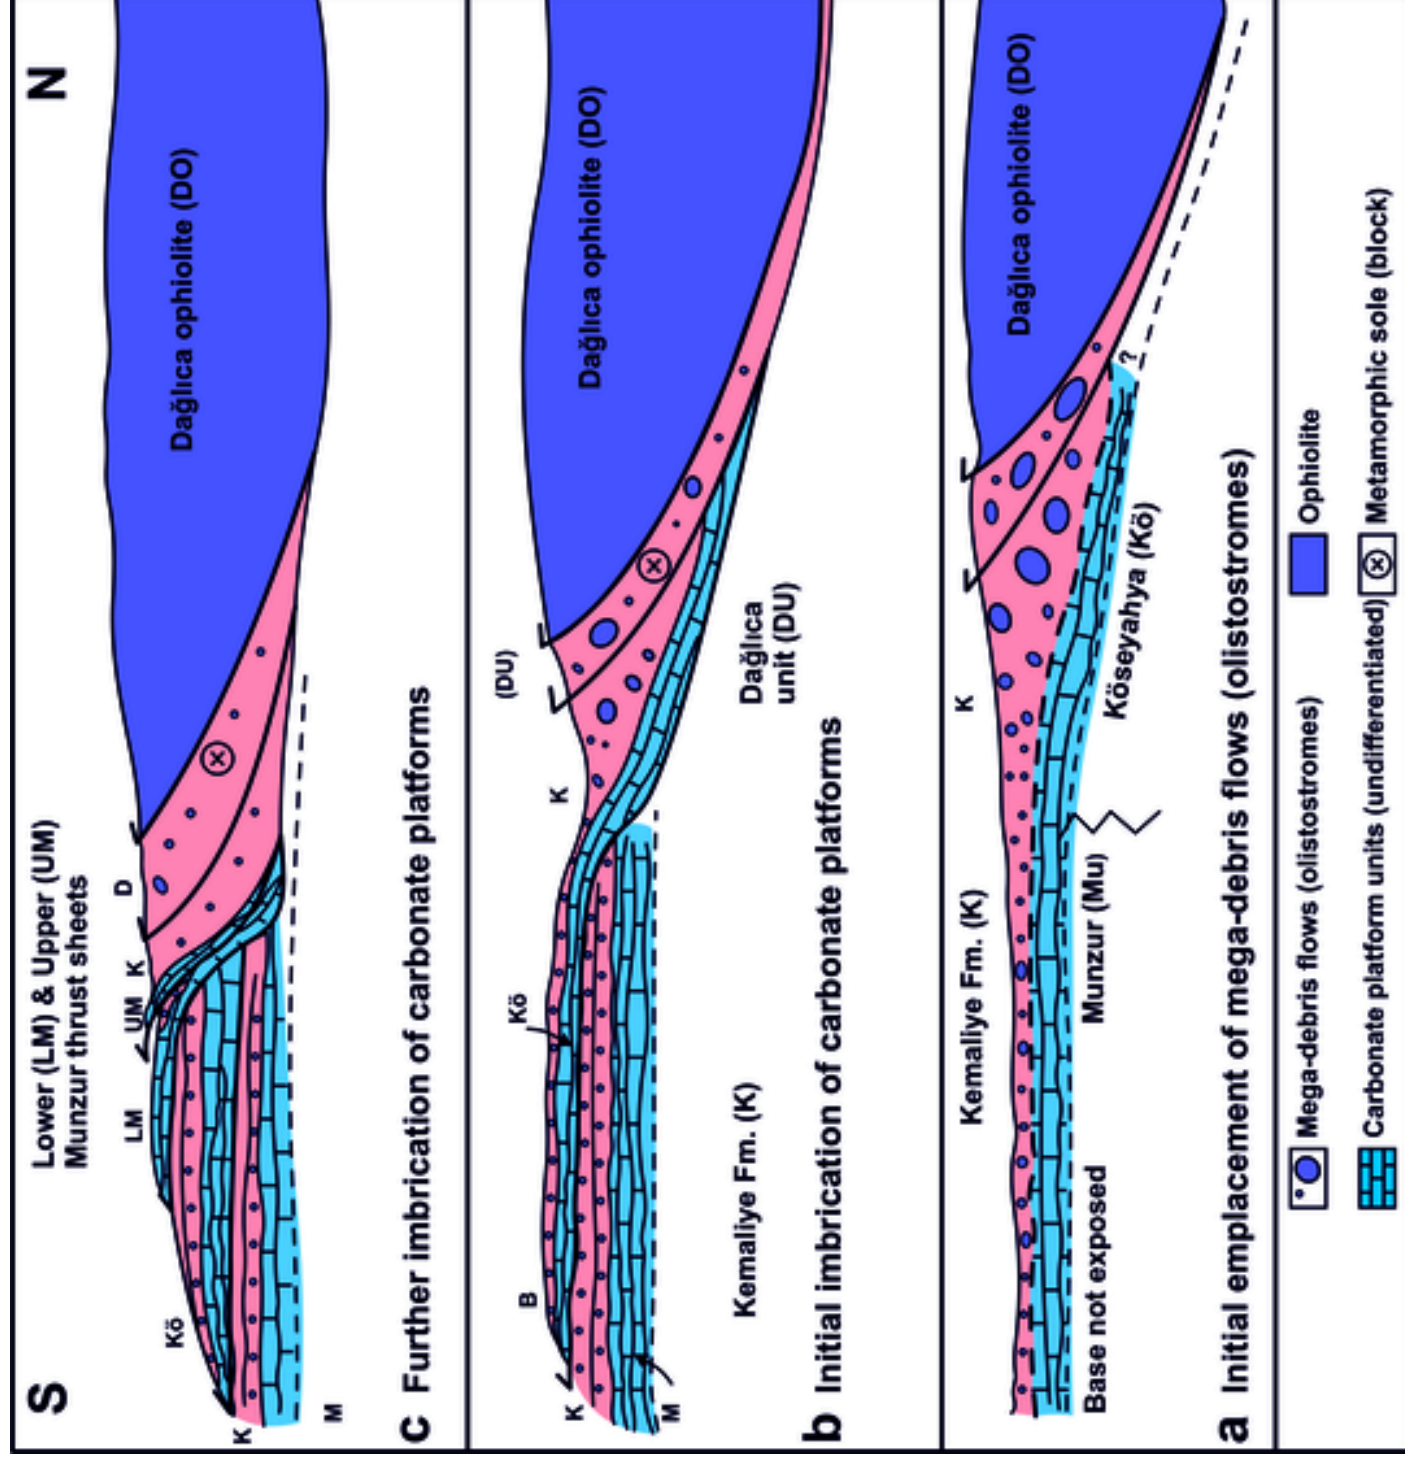 S
N
Lower (LM) & Upper (UM)
Munzur thrust sheets
Kö
LM
UM
K
D
Dağlıca ophiolite (DO)
K
M
c Further imbrication of carbonate platforms
B
Kö
K
(DU)
Dağlıca ophiolite (DO)
K
M
Kemaliye Fm. (K)
Dağlıca
unit (DU)
b Initial imbrication of carbonate platforms
Kemaliye Fm. (K)
K
Dağlıca ophiolite (DO)
?
Base not exposed
Munzur (Mu)
Köseyahya (Kö)
a Initial emplacement of mega-debris flows (olistostromes)
Mega-debris flows (olistostromes)
Ophiolite
Carbonate platform units (undifferentiated)
Metamorphic sole (block)